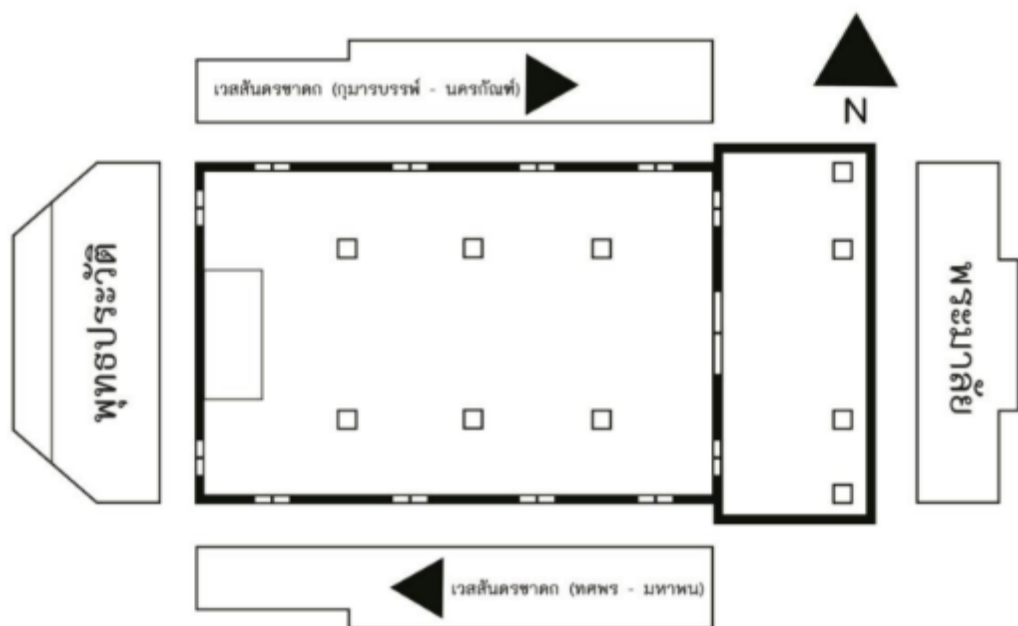 เวสสันดรชาดก (กุมารบรรพ์ - นครกัณฑ์)
N
พุทธประวัติ
พระมาลัย
เวสสันดรชาดก (ทศพร - มหาพน)